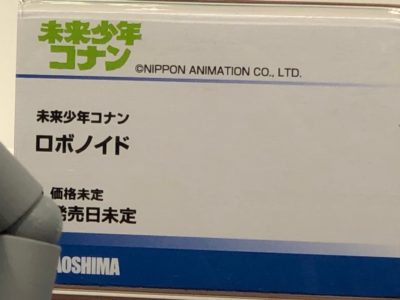 未来少年
コナン
©NIPPON ANIMATION CO., LTD.
未来少年コナン
ロボノイド
価格未定
発売日未定
AOSHIMA